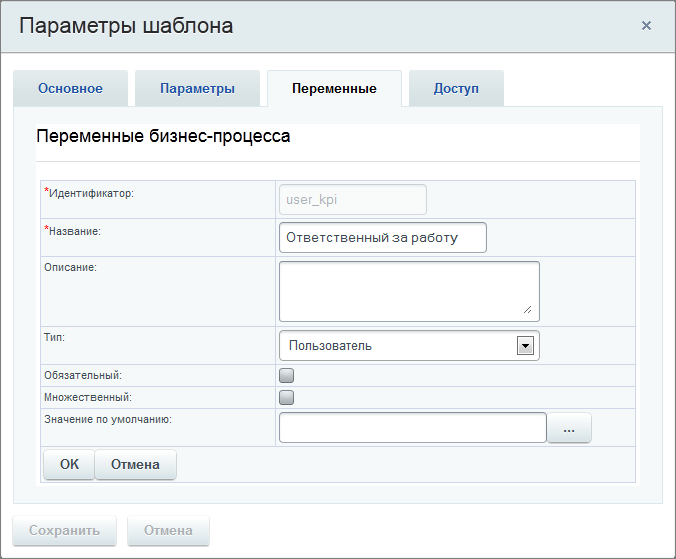 Параметры шаблона ×
Основное Параметры Переменные Доступ
Переменные бизнес-процесса
*Идентификатор: user_kpi
*Название: Ответственный за работу
Описание:
Тип: Пользователь
Обязательный:
Множественный:
Значение по умолчанию: ...
OK Отмена
Сохранить Отмена